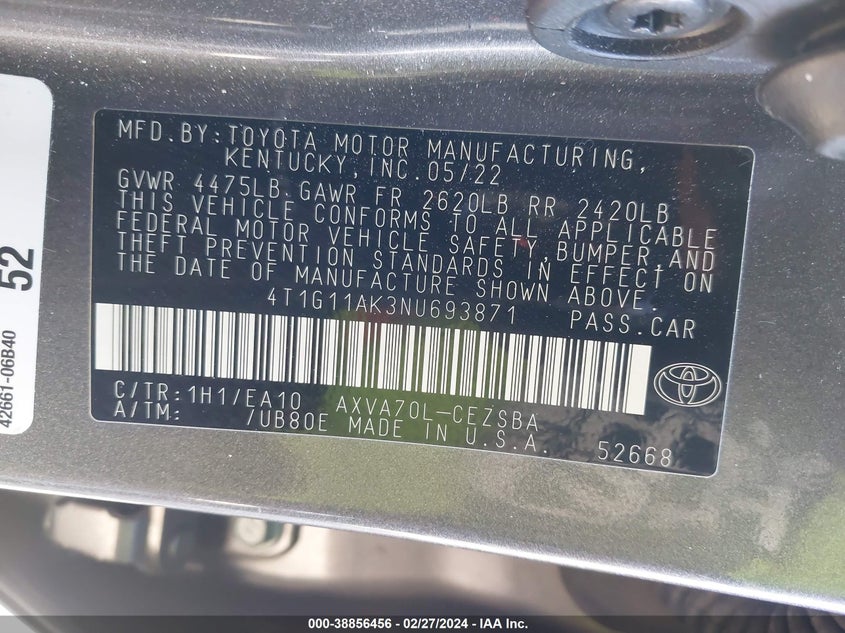 MFD.BY:TOYOTA MOTOR MANUFACTURING,
KENTUCKY,INC.05/22
GVWR 4475LB GAWR FR 2620LB RR 2420LB
THIS VEHICLE CONFORMS TO ALL APPLICABLE
FEDERAL MOTOR VEHICLE SAFETY,BUMPER,AND
THEFT PREVENTION STANDARDS IN EFFECT ON
THE DATE OF MANUFACTURE SHOWN ABOVE.
4T1G11AK3NU693871 PASS.CAR
C/TR:1H1/EA10 AXVA70L-CEZSBA
A/TM: 7UB80E MADE IN U.S.A. 52668
42661-06B40 52
000-38856456 - 02/27/2024 - IAAI Inc.